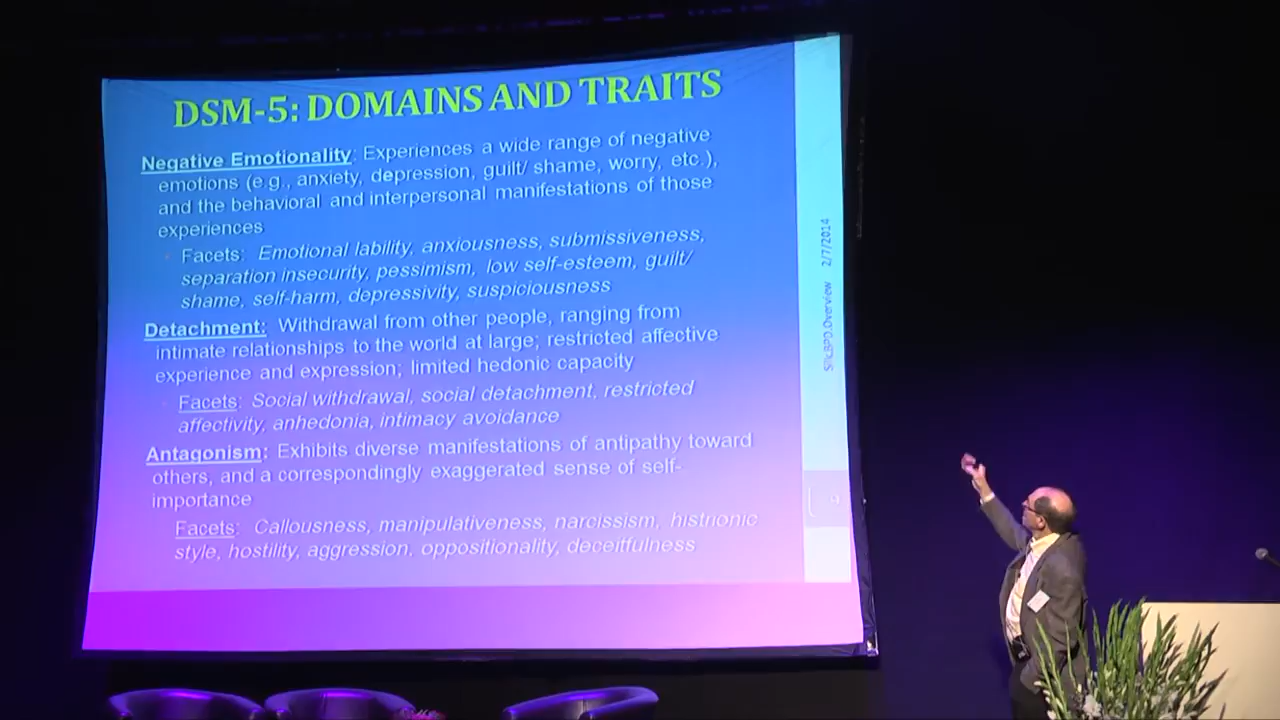 DSM-5: DOMAINS AND TRAITS
Negative Emotionality: Experiences a wide range of negative
emotions (e.g., anxiety, depression, guilt/ shame, worry, etc.),
and the behavioral and interpersonal manifestations of those
experiences
Facets: Emotional lability, anxiousness, submissiveness,
separation insecurity, pessimism, low self-esteem, guilt/
shame, self-harm, depressivity, suspiciousness
Detachment: Withdrawal from other people, ranging from
intimate relationships to the world at large; restricted affective
experience and expression; limited hedonic capacity
Facets: Social withdrawal, social detachment, restricted
affectivity, anhedonia, intimacy avoidance
Antagonism: Exhibits diverse manifestations of antipathy toward
others, and a correspondingly exaggerated sense of self-
importance
Facets: Callousness, manipulativeness, narcissism, histrionic
style, hostility, aggression, oppositionality, deceitfulness
2/7/2014